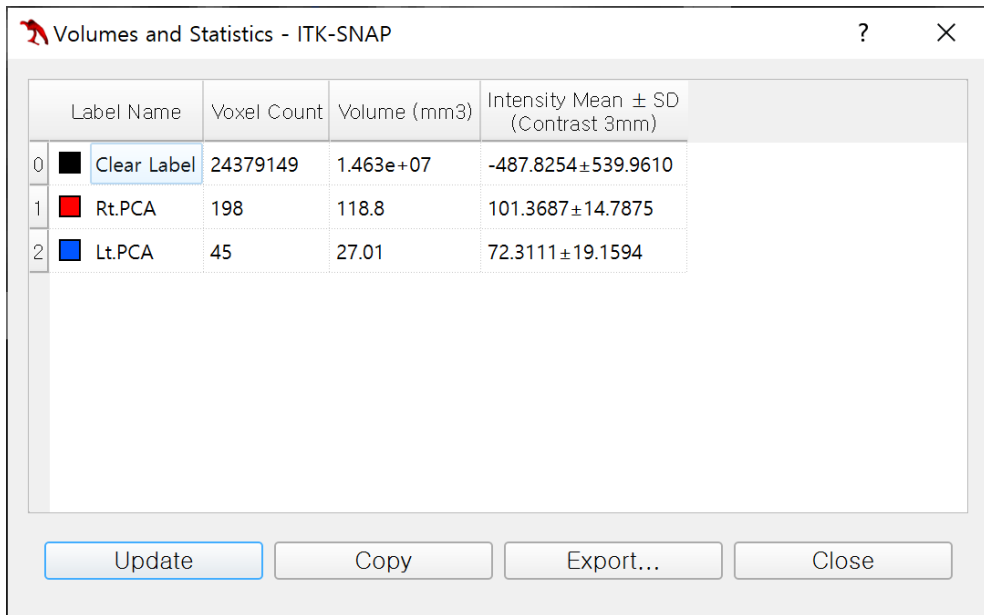 Volumes and Statistics - ITK-SNAP ? ×
Label Name Voxel Count Volume (mm3) Intensity Mean ± SD
(Contrast 3mm)
0 Clear Label 24379149 1.463e+07 -487.8254±539.9610
1 Rt.PCA 198 118.8 101.3687±14.7875
2 Lt.PCA 45 27.01 72.3111±19.1594
Update Copy Export... Close